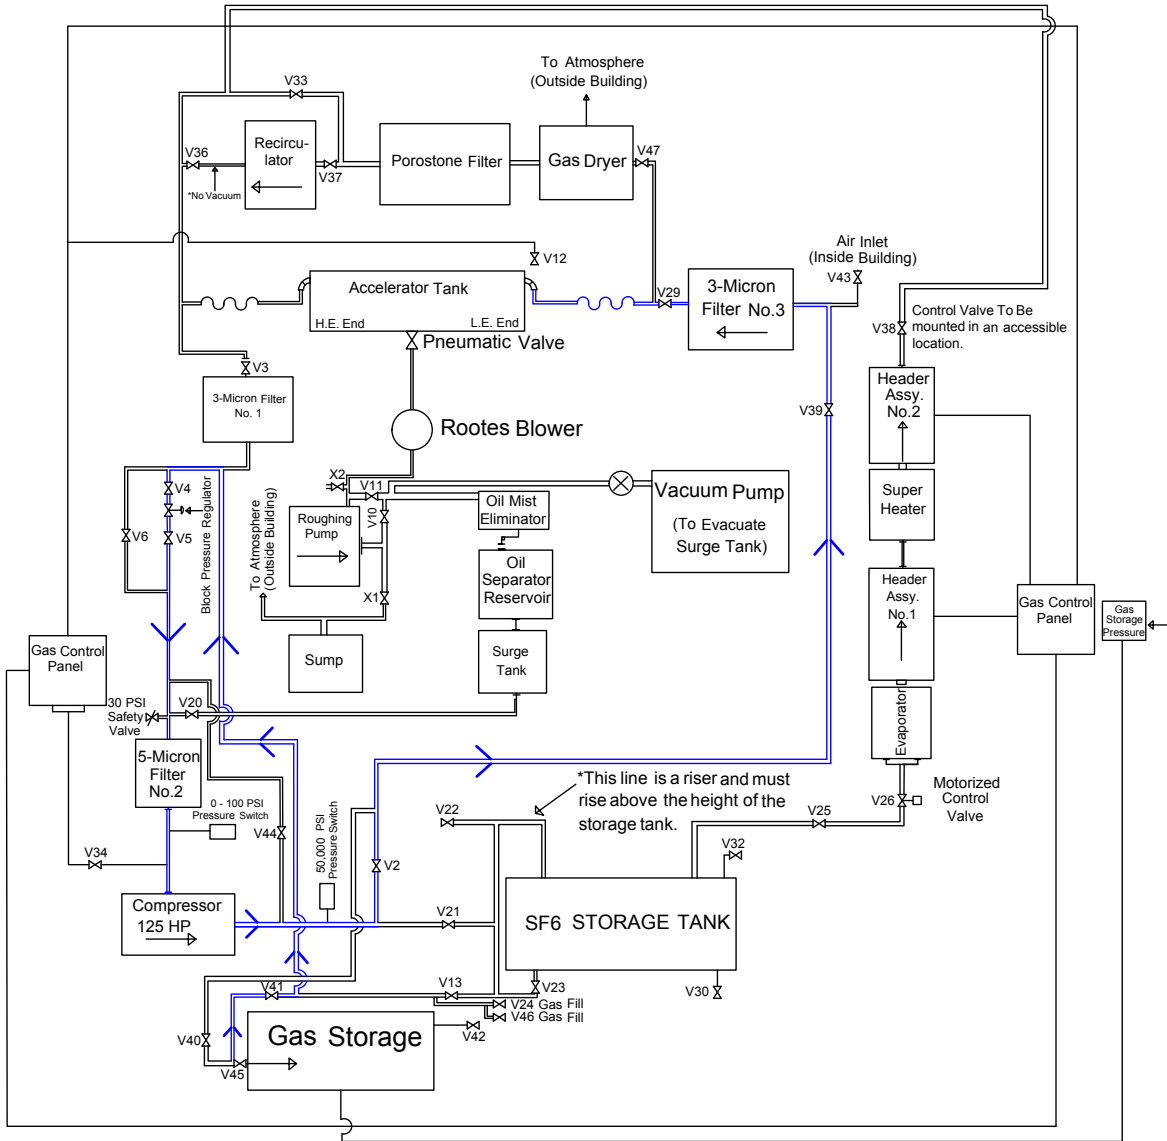 To Atmosphere
(Outside Building)
V33
V36
Recircu-
lator
V37
*No Vacuum
Porostone Filter
Gas Dryer
V47
V12
Air Inlet
(Inside Building)
V43
Accelerator Tank
H.E. End
L.E. End
V29
3-Micron
Filter No.3
Pneumatic Valve
V38
Control Valve To Be
mounted in an accessible
location.
V3
3-Micron Filter
No. 1
Header
Assy.
No.2
V39
Rootes Blower
V4
V5
V6
Block Pressure Regulator
X2
V11
V10
Roughing
Pump
X1
To Atmosphere
(Outside Building)
Sump
Oil Mist
Eliminator
Oil
Separator
Reservoir
Surge
Tank
Vacuum Pump
(To Evacuate
Surge Tank)
Super
Heater
Header
Assy.
No.1
Gas Control
Panel
Gas
Storage
Pressure
Gas Control
Panel
30 PSI
Safety
Valve
V20
Evaporator
5-Micron
Filter
No.2
0 - 100 PSI
Pressure Switch
V44
50,000 PSI
Pressure Switch
V2
V22
*This line is a riser and must
rise above the height of the
storage tank.
V25
V26
Motorized
Control
Valve
V32
V34
Compressor
125 HP
V21
SF6 STORAGE TANK
V41
V13
V23
V30
V24 Gas Fill
V46 Gas Fill
V42
V40
V45
Gas Storage